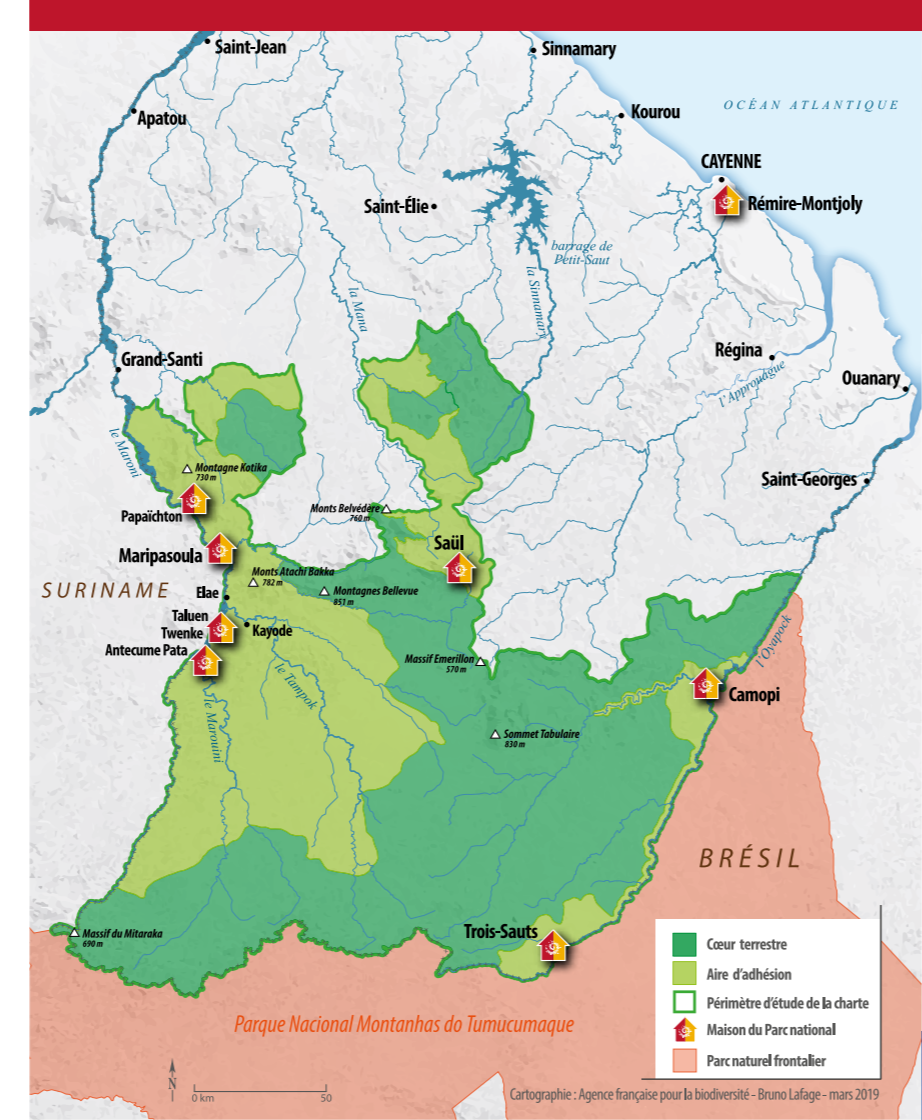 Saint-Jean
Sinnamary
Apatou
Kourou
OCÉAN ATLANTIQUE
CAYENNE
Rémire-Montjoly
Saint-Élie
barrage de
Petit-Saut
la Mana
la Sinnamary
Grand-Santi
Régina
l'Approuague
Ouanary
le Maroni
Montagne Kotika
730 m
Saint-Georges
Papaïchton
Monts Belvédère
760 m
Maripasoula
Saül
SURINAME
Monts Atachi Bakka
782 m
Elae
Montagnes Bellevue
851 m
Taluen
Twenke
Kayode
Antecume Pata
Massif Emerillon
570 m
l'Oyapock
le Tampok
le Marouini
Camopi
Sommet Tabulaire
830 m
BRÉSIL
Massif du Mitaraka
690 m
Trois-Sauts
Cœur terrestre
Aire d'adhésion
Périmètre d'étude de la charte
Maison du Parc national
Parc naturel frontalier
Parque Nacional Montanhas do Tumucumaque
N
0 km 50
Cartographie : Agence française pour la biodiversité - Bruno Lafage - mars 2019